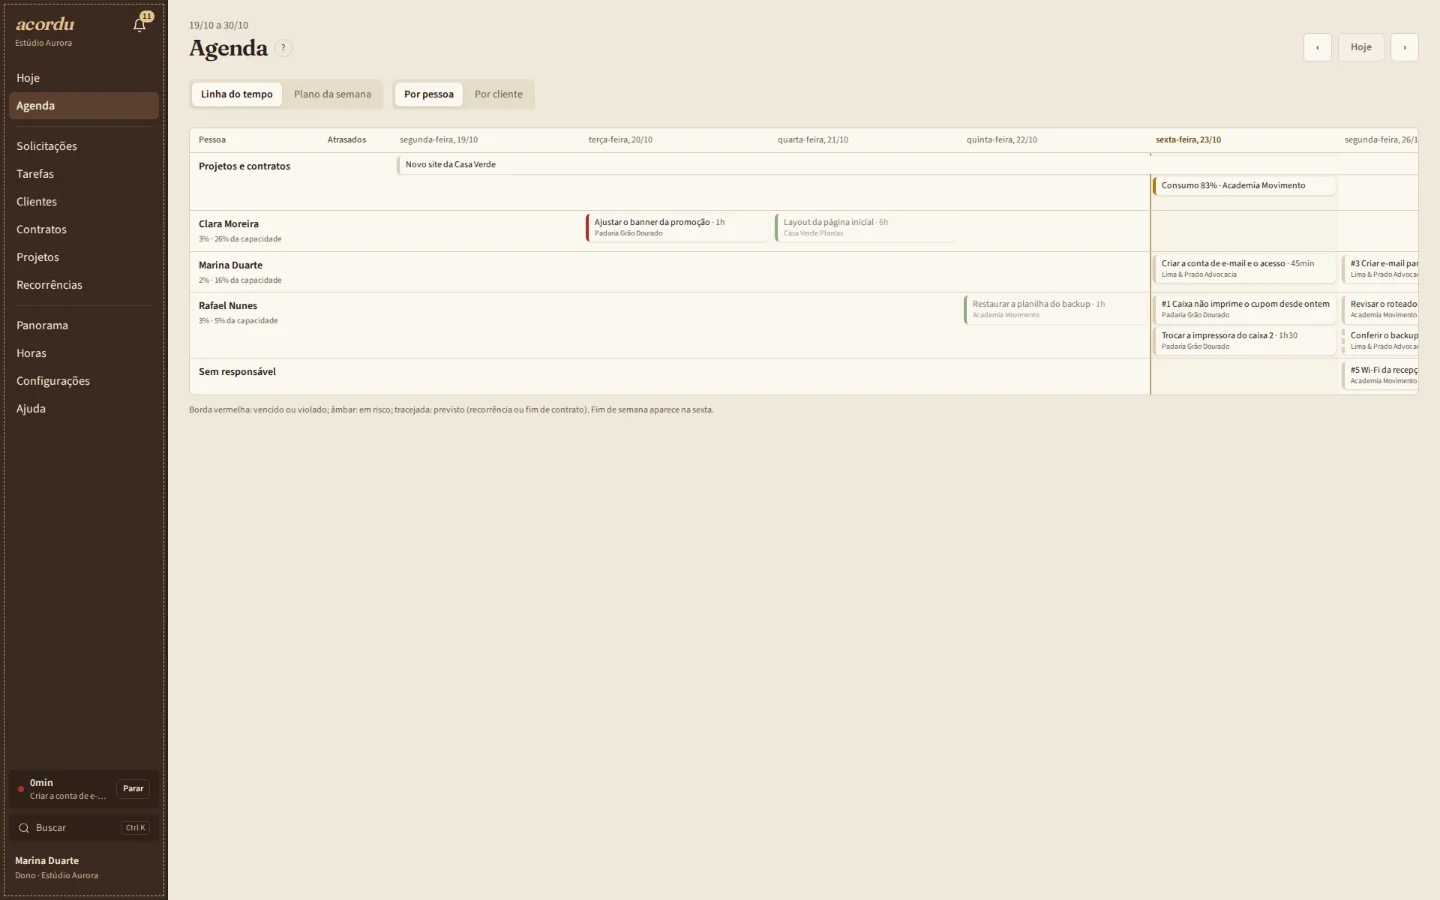 acordu
11
Estúdio Aurora
Hoje
Agenda
Solicitações
Tarefas
Clientes
Contratos
Projetos
Recorrências
Panorama
Horas
Configurações
Ajuda
0min
Criar a conta de e-...
Parar
Buscar
Ctrl K
Marina Duarte
Dono · Estúdio Aurora
19/10 a 30/10
Agenda ?
‹ Hoje ›
Linha do tempo Plano da semana Por pessoa Por cliente
Pessoa Atrasados segunda-feira, 19/10 terça-feira, 20/10 quarta-feira, 21/10 quinta-feira, 22/10 sexta-feira, 23/10 segunda-feira, 26/1
Projetos e contratos
Novo site da Casa Verde
Consumo 83% · Academia Movimento
Clara Moreira
3% · 26% da capacidade
Ajustar o banner da promoção · 1h
Padaria Grão Dourado
Layout da página inicial · 6h
Casa Verde Plantas
Marina Duarte
2% · 16% da capacidade
Criar a conta de e-mail e o acesso · 45min
Lima & Prado Advocacia
#3 Criar e-mail par
Lima & Prado Advoca
Rafael Nunes
3% · 5% da capacidade
Restaurar a planilha do backup · 1h
Academia Movimento
#1 Caixa não imprime o cupom desde ontem
Padaria Grão Dourado
Revisar o roteado
Academia Movimento
Trocar a impressora do caixa 2 · 1h30
Padaria Grão Dourado
Conferir o backup
Lima & Prado Advoca
Sem responsável
#5 Wi-Fi da recepç
Academia Movimento
Borda vermelha: vencido ou violado; âmbar: em risco; tracejada: previsto (recorrência ou fim de contrato). Fim de semana aparece na sexta.